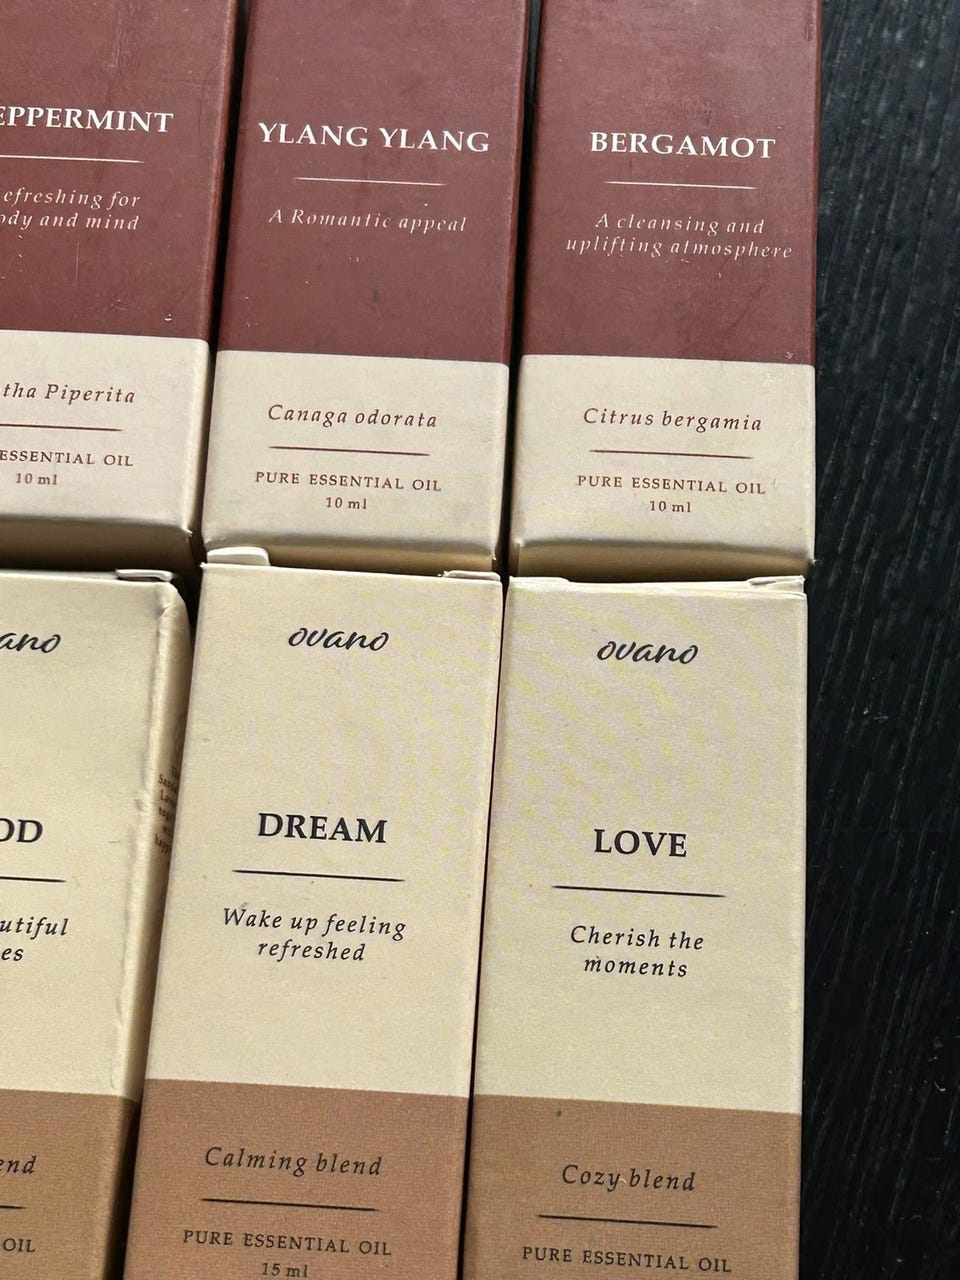 EPPERMINT
efreshing for
ody and mind
tha Piperita
ESSENTIAL OIL
10 ml
YLANG YLANG
A Romantic appeal
Canaga odorata
PURE ESSENTIAL OIL
10 ml
BERGAMOT
A cleansing and
uplifting atmosphere
Citrus bergamia
PURE ESSENTIAL OIL
10 ml
ano
OD
utiful
es
end
OIL
ovano
DREAM
Wake up feeling
refreshed
Calming blend
PURE ESSENTIAL OIL
15 ml
ovano
LOVE
Cherish the
moments
Cozy blend
PURE ESSENTIAL OIL